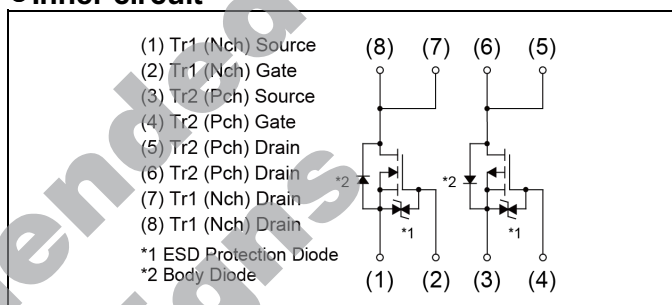 Inner circuit
(1) Tr1 (Nch) Source
(2) Tr1 (Nch) Gate
(3) Tr2 (Pch) Source
(4) Tr2 (Pch) Gate
(5) Tr2 (Pch) Drain
(6) Tr2 (Pch) Drain
(7) Tr1 (Nch) Drain
(8) Tr1 (Nch) Drain
*1 ESD Protection Diode
*2 Body Diode
(8) (7) (6) (5)
*2 *2
*1 *1
(1) (2) (3) (4)
ended
igns